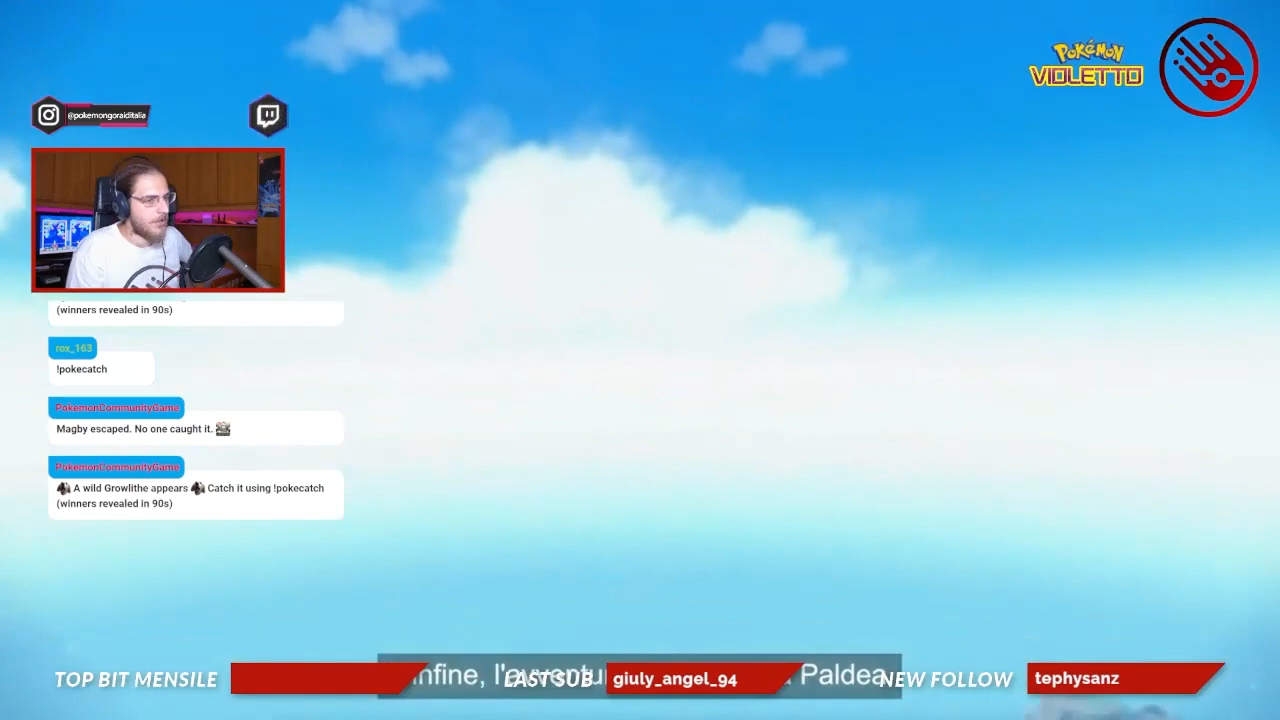 POKéMON
VIOLETTO
@pokemongoraiditalia
(winners revealed in 90s)
rox_163
!pokecatch
PokemonCommunityGame
Magby escaped. No one caught it.
PokemonCommunityGame
A wild Growlithe appears Catch it using !pokecatch
(winners revealed in 90s)
infine, l'avventu Paldea
TOP BIT MENSILE
LAST SUB giuly_angel_94
NEW FOLLOW tephysanz